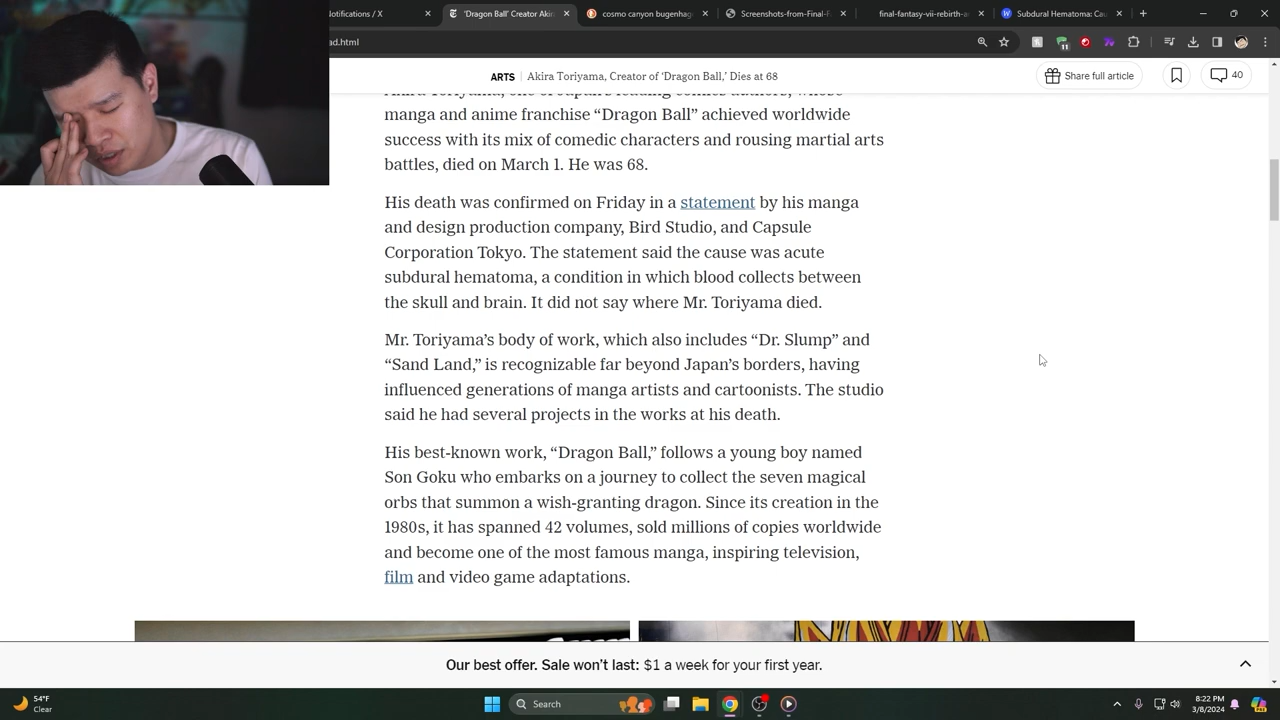 Notifications / X
'Dragon Ball' Creator Akir
cosmo canyon bugenhag
Screenshots-from-Final-F
final-fantasy-vii-rebirth-a
Subdural Hematoma: Cau
ad.html
ARTS | Akira Toriyama, Creator of 'Dragon Ball,' Dies at 68
Share full article
40
Akira Toriyama, one of Japan's leading comics authors, whose
manga and anime franchise “Dragon Ball” achieved worldwide
success with its mix of comedic characters and rousing martial arts
battles, died on March 1. He was 68.
His death was confirmed on Friday in a statement by his manga
and design production company, Bird Studio, and Capsule
Corporation Tokyo. The statement said the cause was acute
subdural hematoma, a condition in which blood collects between
the skull and brain. It did not say where Mr. Toriyama died.
Mr. Toriyama’s body of work, which also includes “Dr. Slump” and
“Sand Land,” is recognizable far beyond Japan’s borders, having
influenced generations of manga artists and cartoonists. The studio
said he had several projects in the works at his death.
His best-known work, “Dragon Ball,” follows a young boy named
Son Goku who embarks on a journey to collect the seven magical
orbs that summon a wish-granting dragon. Since its creation in the
1980s, it has spanned 42 volumes, sold millions of copies worldwide
and become one of the most famous manga, inspiring television,
film and video game adaptations.
Our best offer. Sale won’t last: $1 a week for your first year.
54°F
Clear
Search
8:22 PM
3/8/2024